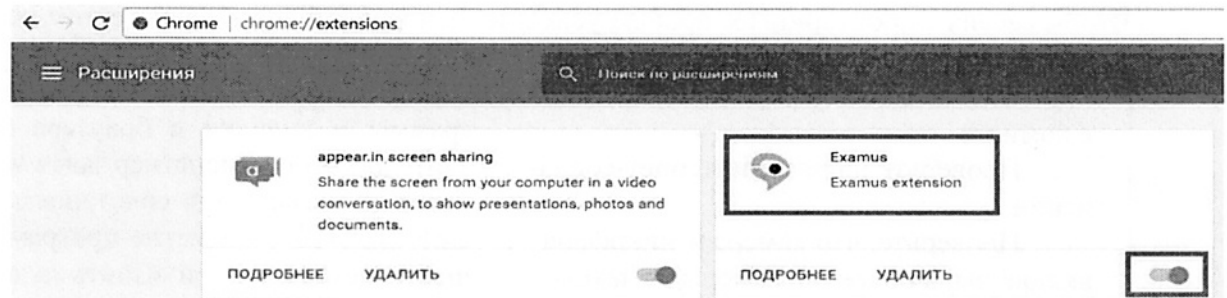 Chrome | chrome://extensions
Расширения
Поиск по расширениям
appear.in screen sharing
Share the screen from your computer in a video
conversation, to show presentations, photos and
documents.
ПОДРОБНЕЕ УДАЛИТЬ
Examus
Examus extension
ПОДРОБНЕЕ УДАЛИТЬ